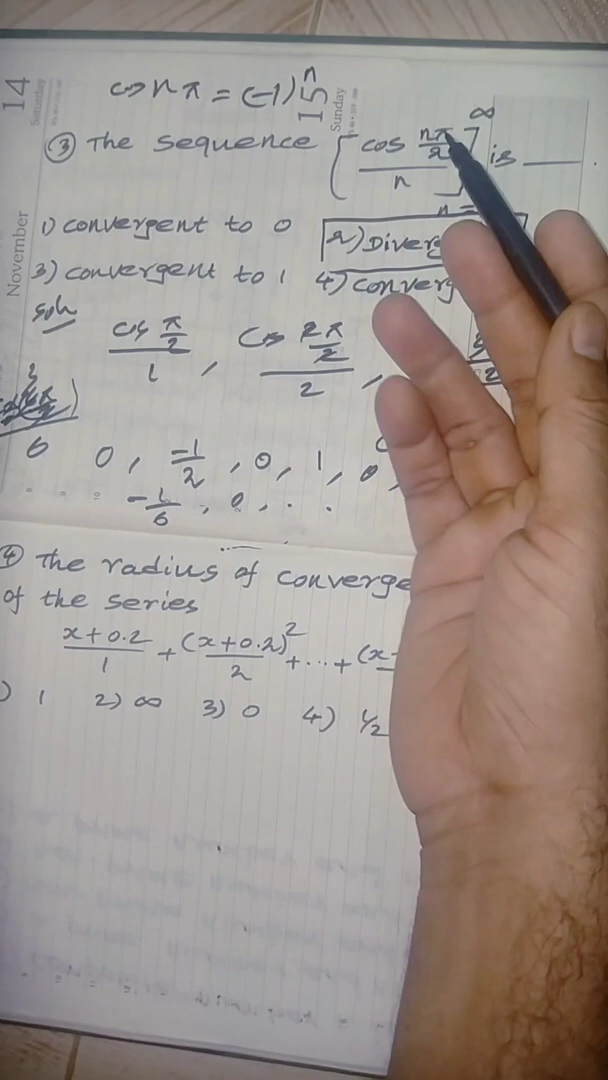 14
Saturday
cos nπ = (-1)ⁿ
15
Sunday
November
③ The sequence { cos nπ/2 / n }^∞ n= is ____ .
1) convergent to 0 2) Diverg
3) convergent to 1 4) converg
soln
cos π/2 / 1 , cos 2π/2 / 2 ,
6 0 , -1/2 , 0 , 1 , 0 ,
-1/6 , 0 , . .
④ The radius of converge
of the series
x+0.2 / 1 + (x+0.2)² / 2 + ... + (x-
) 1 2) ∞ 3) 0 4) 1/2